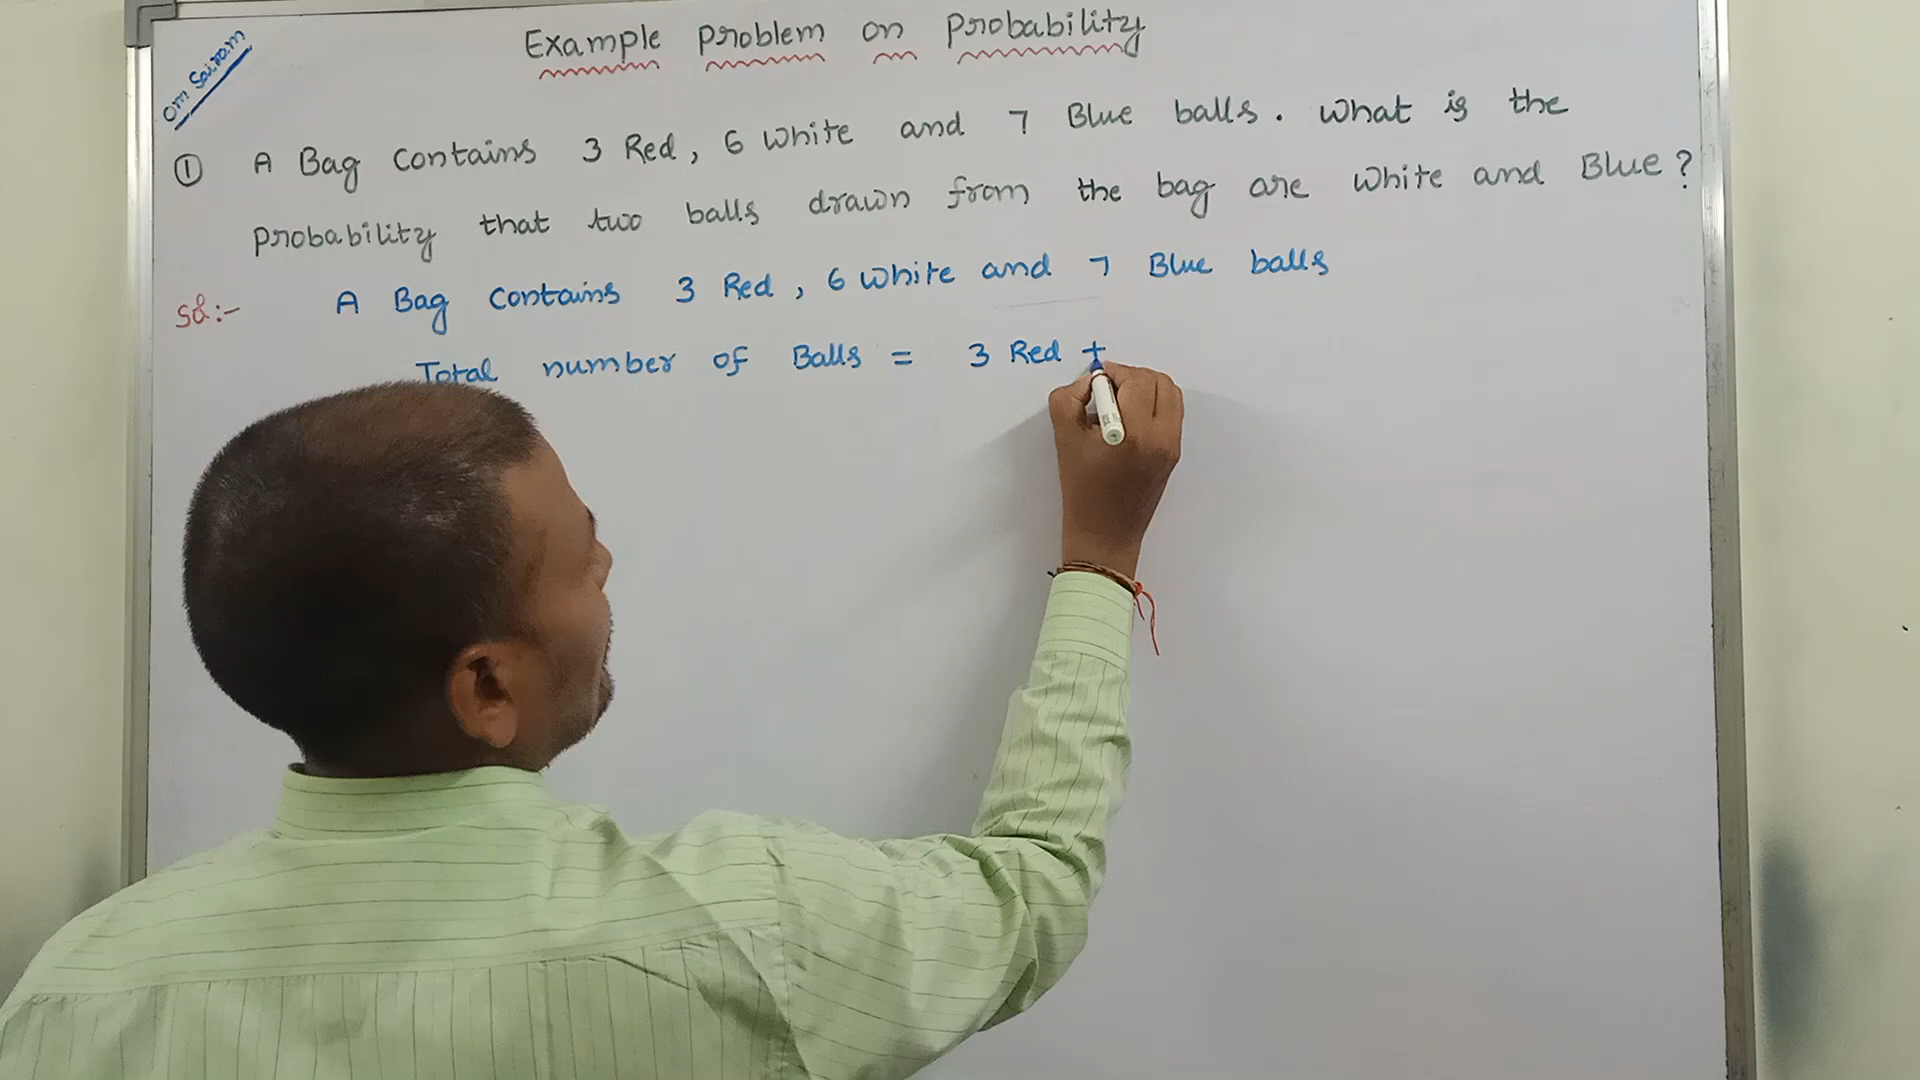 Om Sairam
Example Problem on Probability
① A Bag Contains 3 Red, 6 White and 7 Blue balls. What is the
Probability that two balls drawn from the bag are White and Blue?
Sol:- A Bag Contains 3 Red, 6 White and 7 Blue balls
Total number of Balls = 3 Red +